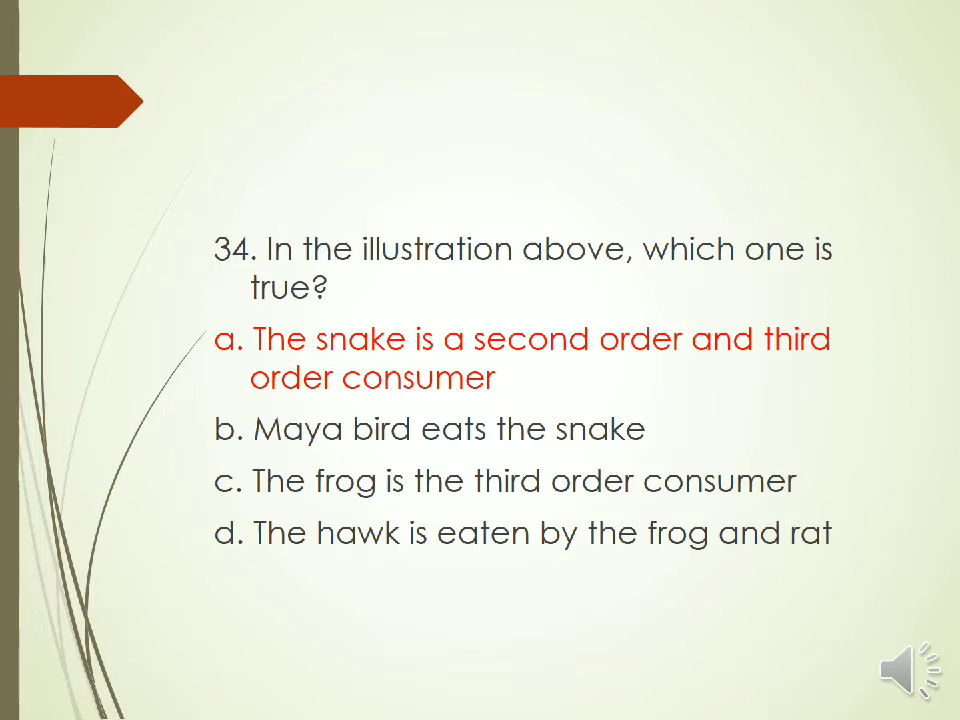 34. In the illustration above, which one is
true?
a. The snake is a second order and third
order consumer
b. Maya bird eats the snake
c. The frog is the third order consumer
d. The hawk is eaten by the frog and rat